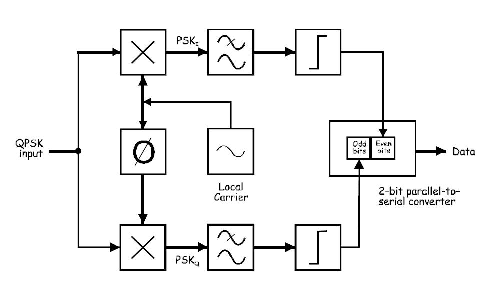 PSKi
QPSK
input
Ø
Local
Carrier
Odd
bits
Even
bits
Data
2-bit parallel-to-
serial converter
PSKq